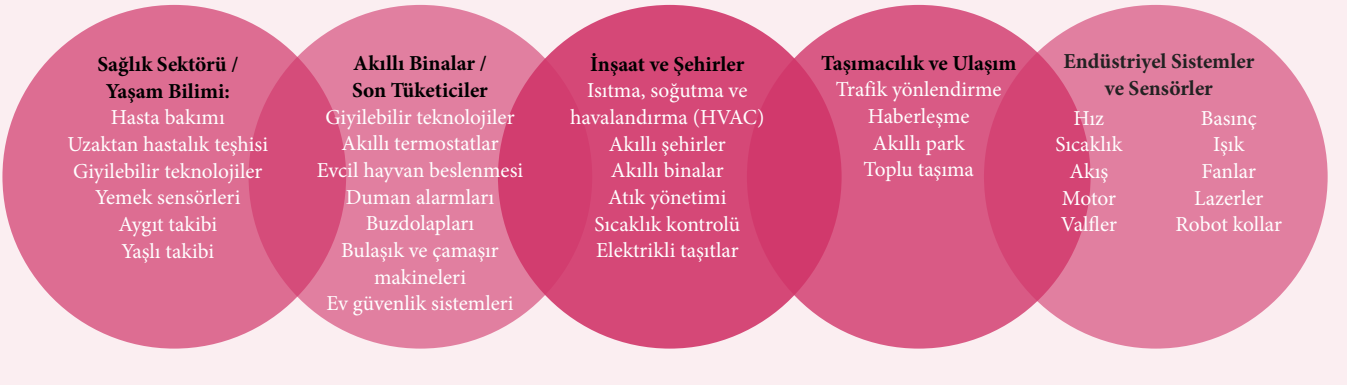 Sağlık Sektörü /
Yaşam Bilimi:
Hasta bakımı
Uzaktan hastalık teşhisi
Giyilebilir teknolojiler
Yemek sensörleri
Aygıt takibi
Yaşlı takibi
Akıllı Binalar /
Son Tüketiciler
Giyilebilir teknolojiler
Akıllı termostatlar
Evcil hayvan beslenmesi
Duman alarmları
Buzdolapları
Bulaşık ve çamaşır
makineleri
Ev güvenlik sistemleri
İnşaat ve Şehirler
Isıtma, soğutma ve
havalandırma (HVAC)
Akıllı şehirler
Akıllı binalar
Atık yönetimi
Sıcaklık kontrolü
Elektrikli taşıtlar
Taşımacılık ve Ulaşım
Trafik yönlendirme
Haberleşme
Akıllı park
Toplu taşıma
Endüstriyel Sistemler
ve Sensörler
Hız
Sıcaklık
Akış
Motor
Valfler
Basınç
Işık
Fanlar
Lazerler
Robot kollar